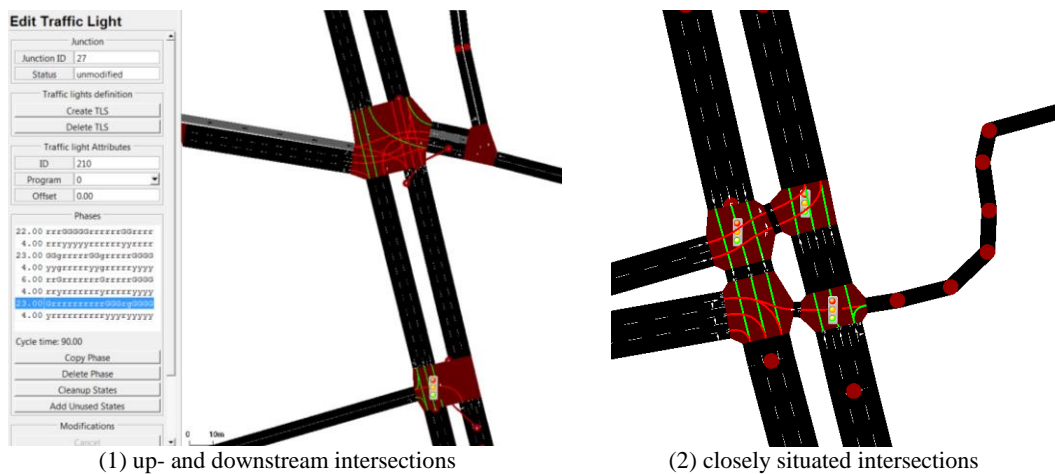 Edit Traffic Light
Junction
Junction ID 27
Status unmodified
Traffic lights definition
Create TLS
Delete TLS
Traffic light Attributes
ID 210
Program 0
Offset 0.00
Phases
22.00 rrrGGGGGrrrrrrGGrrrr
4.00 rrryyyyyrrrrrryyrrrr
23.00 GGgrrrrrGGgrrrrrGGGG
4.00 yygrrrrryygrrrrryyyy
6.00 rrGrrrrrrrGrrrrrGGGG
4.00 rryrrrrrrryrrrrryyyy
23.00 GrrrrrrrrrrGGGrgGGGG
4.00 yrrrrrrrrrryyyryyyyy
Cycle time: 90.00
Copy Phase
Delete Phase
Cleanup States
Add Unused States
Modifications
Cancel
0 10m
(1) up- and downstream intersections
(2) closely situated intersections